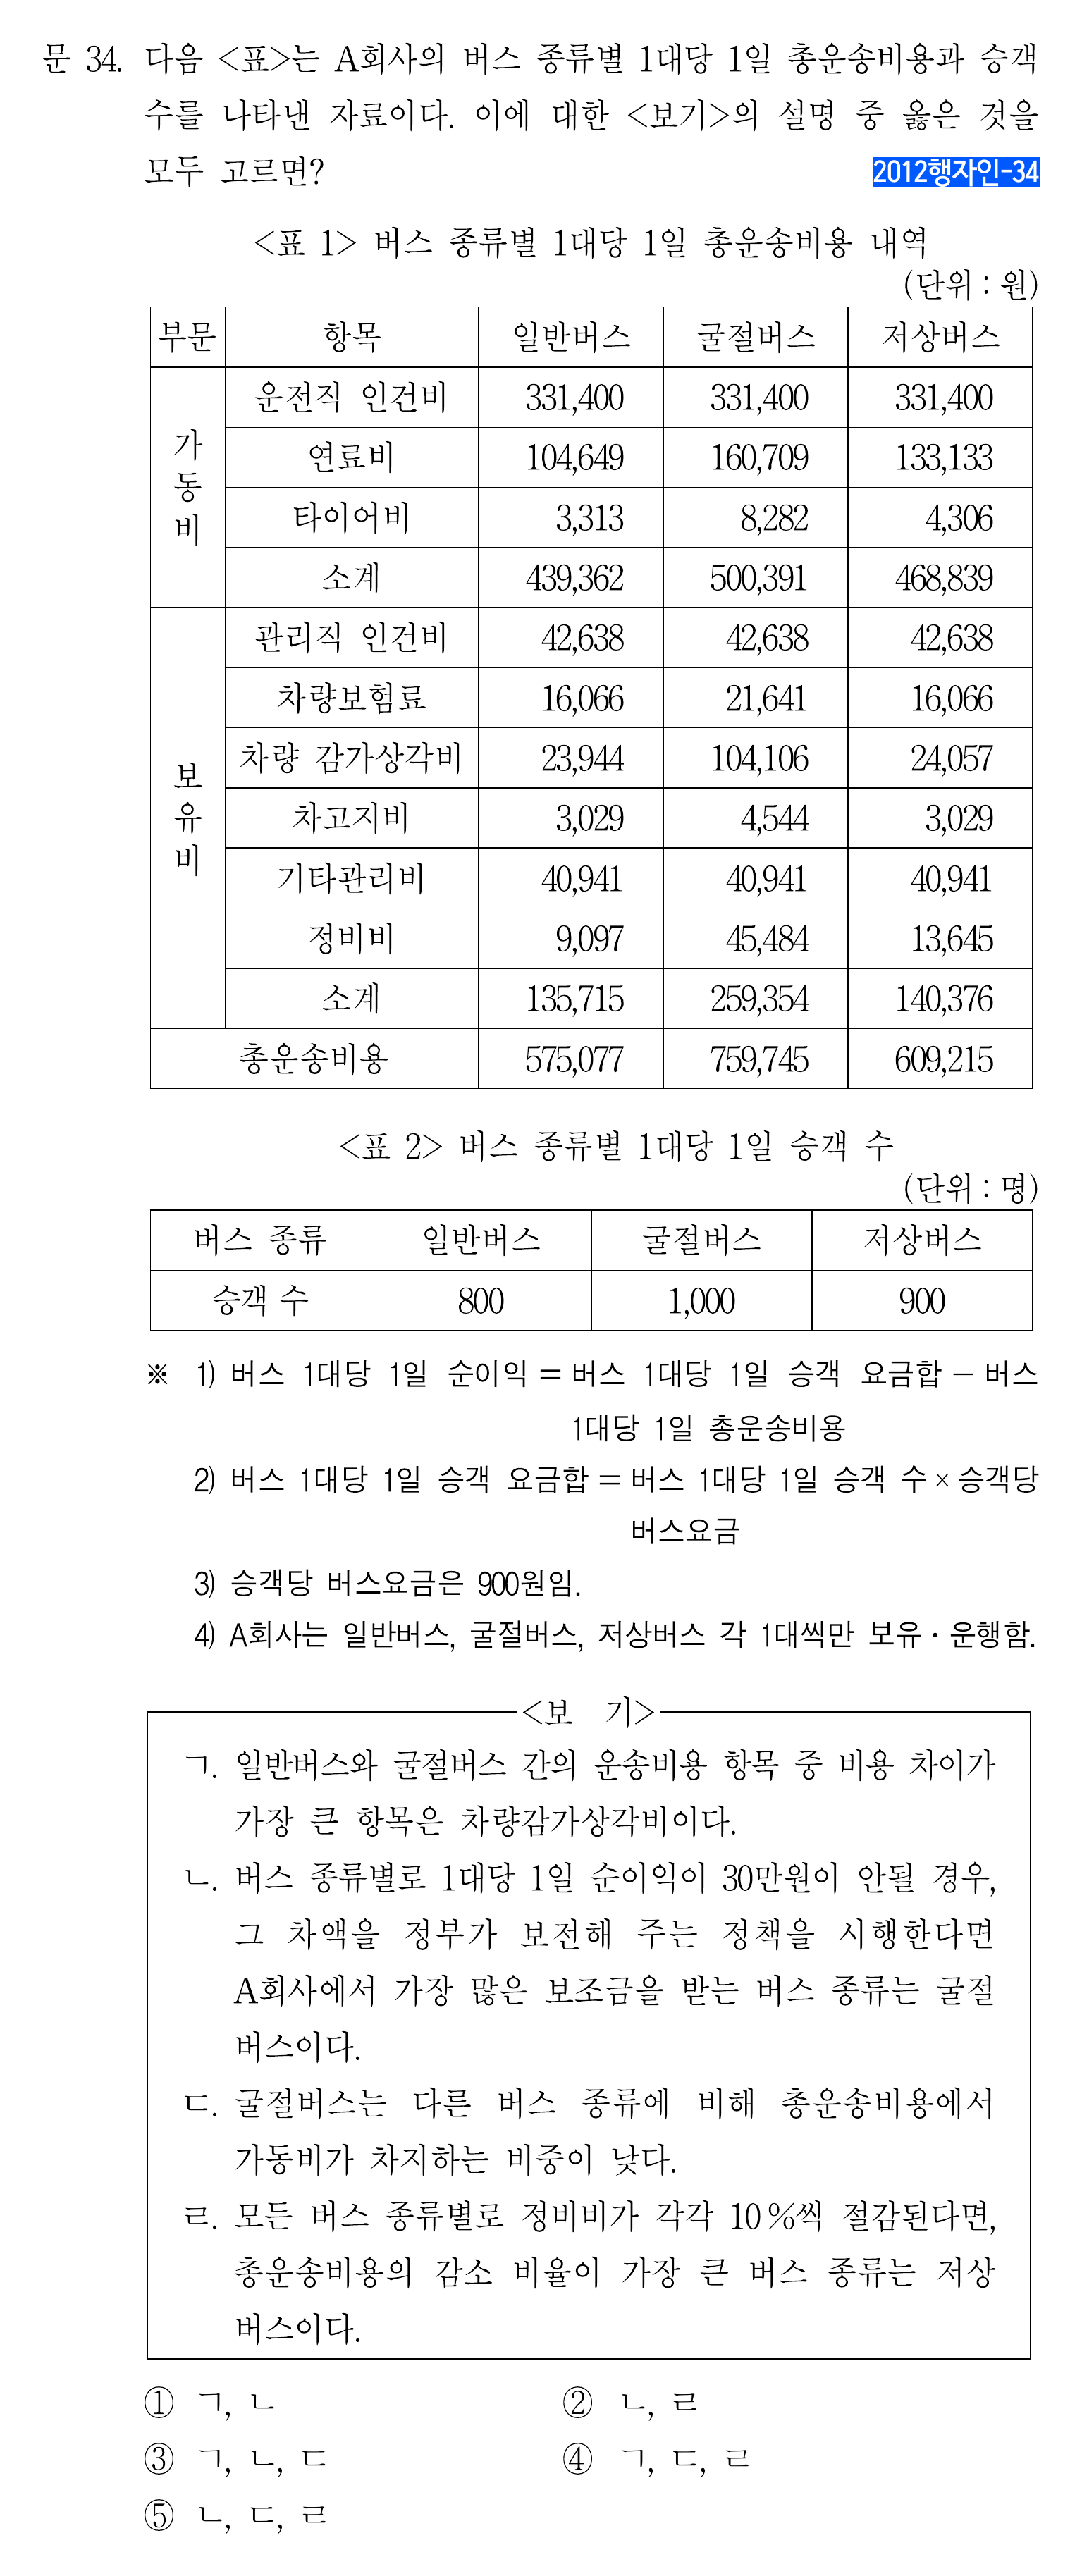 문 34. 다음 <표>는 A회사의 버스 종류별 1대당 1일 총운송비용과 승객
수를 나타낸 자료이다. 이에 대한 <보기>의 설명 중 옳은 것을
모두 고르면?
2012행자인-34
<표 1> 버스 종류별 1대당 1일 총운송비용 내역
(단위 : 원)
부문 항목 일반버스 굴절버스 저상버스
가동비
운전직 인건비 331,400 331,400 331,400
연료비 104,649 160,709 133,133
타이어비 3,313 8,282 4,306
소계 439,362 500,391 468,839
보유비
관리직 인건비 42,638 42,638 42,638
차량보험료 16,066 21,641 16,066
차량 감가상각비 23,944 104,106 24,057
차고지비 3,029 4,544 3,029
기타관리비 40,941 40,941 40,941
정비비 9,097 45,484 13,645
소계 135,715 259,354 140,376
총운송비용 575,077 759,745 609,215
<표 2> 버스 종류별 1대당 1일 승객 수
(단위 : 명)
버스 종류 일반버스 굴절버스 저상버스
승객 수 800 1,000 900
※ 1) 버스 1대당 1일 순이익 = 버스 1대당 1일 승객 요금합 - 버스
1대당 1일 총운송비용
2) 버스 1대당 1일 승객 요금합 = 버스 1대당 1일 승객 수 × 승객당
버스요금
3) 승객당 버스요금은 900원임.
4) A회사는 일반버스, 굴절버스, 저상버스 각 1대씩만 보유·운행함.
<보 기>
ㄱ. 일반버스와 굴절버스 간의 운송비용 항목 중 비용 차이가
가장 큰 항목은 차량감가상각비이다.
ㄴ. 버스 종류별로 1대당 1일 순이익이 30만원이 안될 경우,
그 차액을 정부가 보전해 주는 정책을 시행한다면
A회사에서 가장 많은 보조금을 받는 버스 종류는 굴절
버스이다.
ㄷ. 굴절버스는 다른 버스 종류에 비해 총운송비용에서
가동비가 차지하는 비중이 낮다.
ㄹ. 모든 버스 종류별로 정비비가 각각 10%씩 절감된다면,
총운송비용의 감소 비율이 가장 큰 버스 종류는 저상
버스이다.
① ㄱ, ㄴ ② ㄴ, ㄹ
③ ㄱ, ㄴ, ㄷ ④ ㄱ, ㄷ, ㄹ
⑤ ㄴ, ㄷ, ㄹ